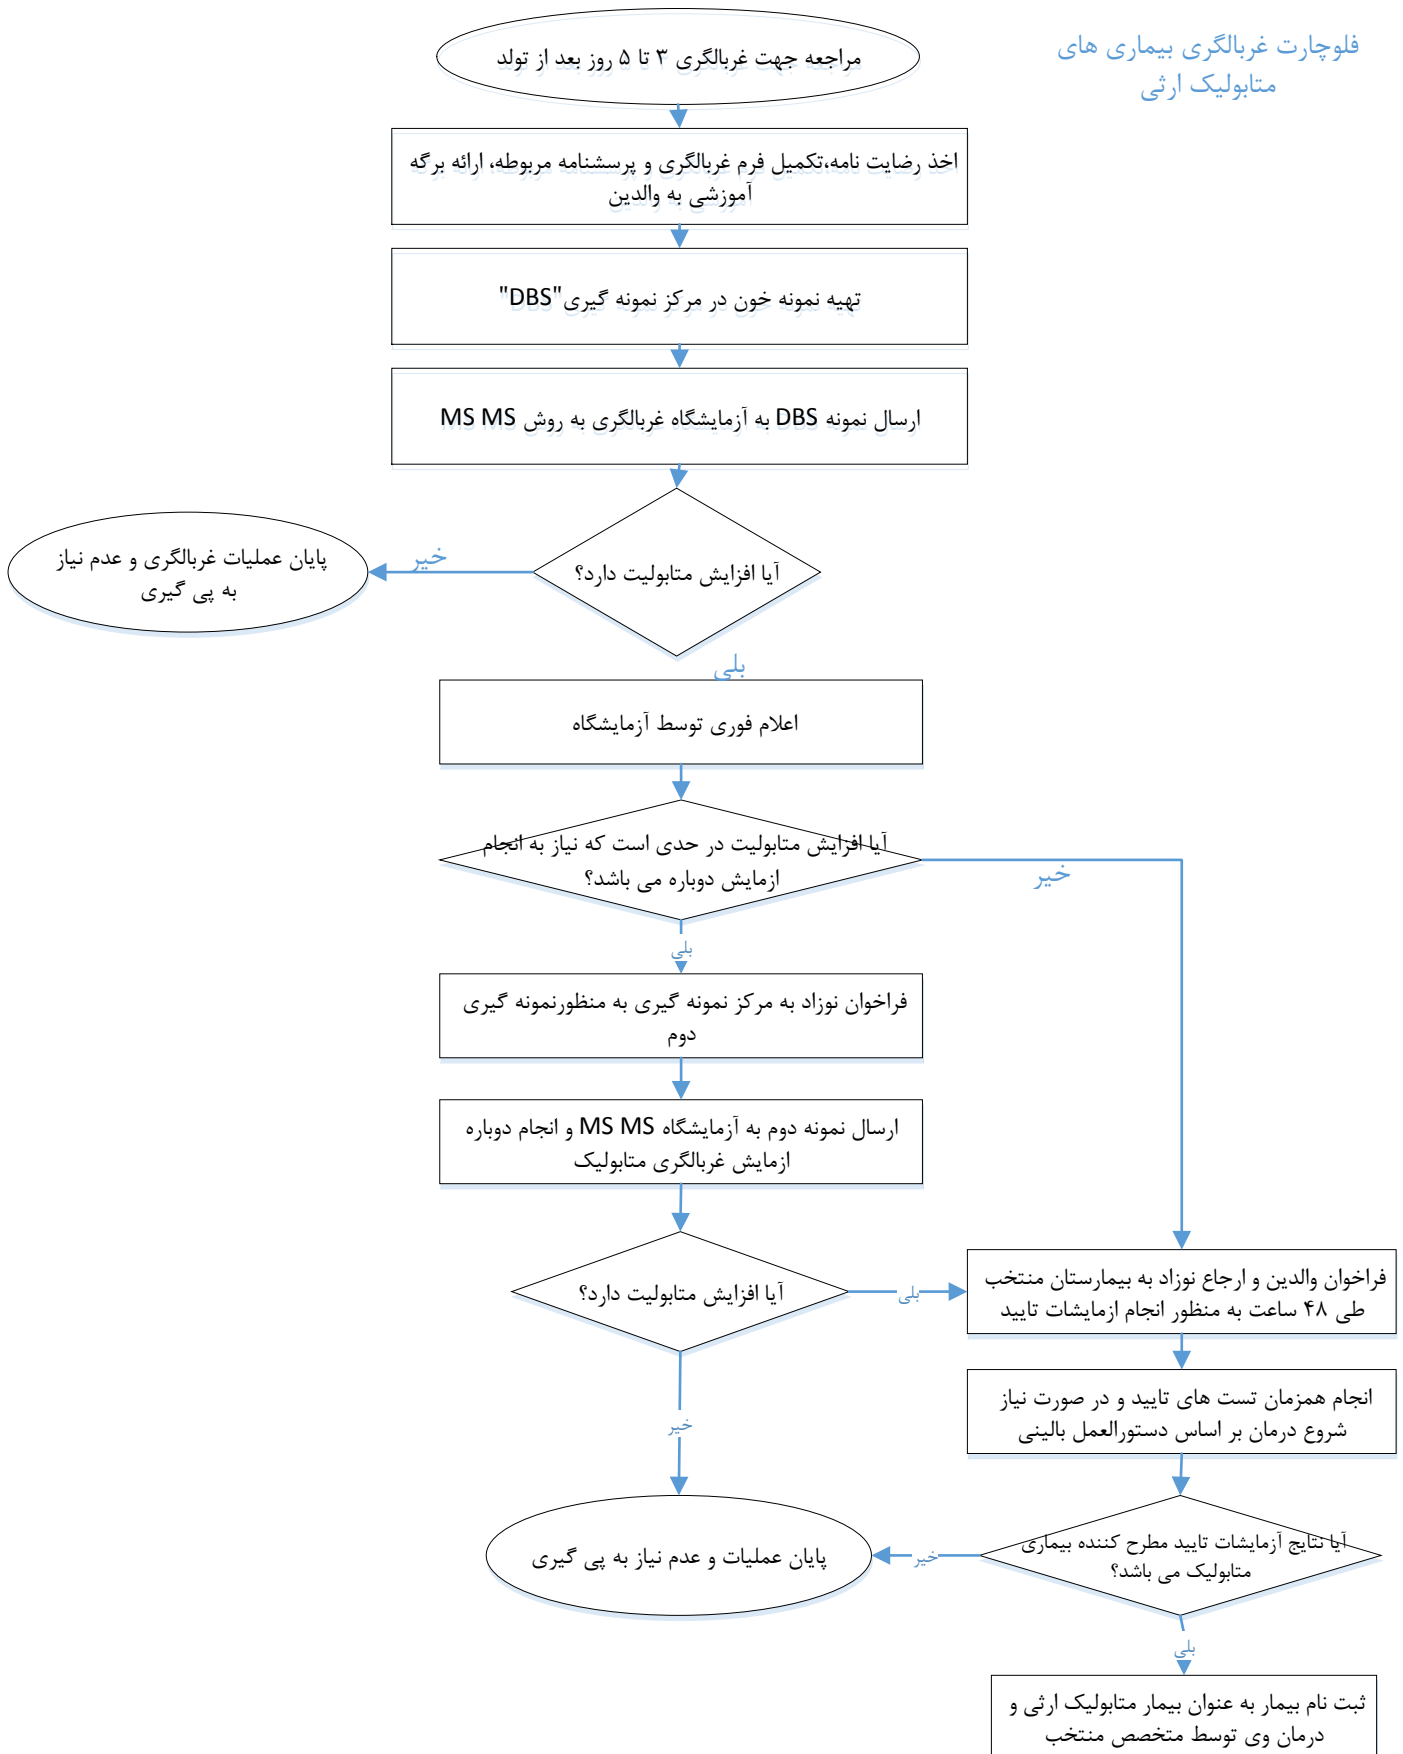 فلوچارت غربالگری بیماری های
متابولیک ارثی
مراجعه جهت غربالگری ۳ تا ۵ روز بعد از تولد
اخذ رضایت نامه،تکمیل فرم غربالگری و پرسشنامه مربوطه، ارائه برگه
آموزشی به والدین
تهیه نمونه خون در مرکز نمونه گیری"DBS"
ارسال نمونه DBS به آزمایشگاه غربالگری به روش MS MS
آیا افزایش متابولیت دارد؟
خیر
پایان عملیات غربالگری و عدم نیاز
به پی گیری
بلی
اعلام فوری توسط آزمایشگاه
آیا افزایش متابولیت در حدی است که نیاز به انجام
ازمایش دوباره می باشد؟
خیر
بلی
فراخوان نوزاد به مرکز نمونه گیری به منظورنمونه گیری
دوم
ارسال نمونه دوم به آزمایشگاه MS MS و انجام دوباره
ازمایش غربالگری متابولیک
آیا افزایش متابولیت دارد؟
بلی
فراخوان والدین و ارجاع نوزاد به بیمارستان منتخب
طی ۴۸ ساعت به منظور انجام ازمایشات تایید
انجام همزمان تست های تایید و در صورت نیاز
شروع درمان بر اساس دستورالعمل بالینی
خیر
آیا نتایج آزمایشات تایید مطرح کننده بیماری
متابولیک می باشد؟
خیر
پایان عملیات و عدم نیاز به پی گیری
بلی
ثبت نام بیمار به عنوان بیمار متابولیک ارثی و
درمان وی توسط متخصص منتخب